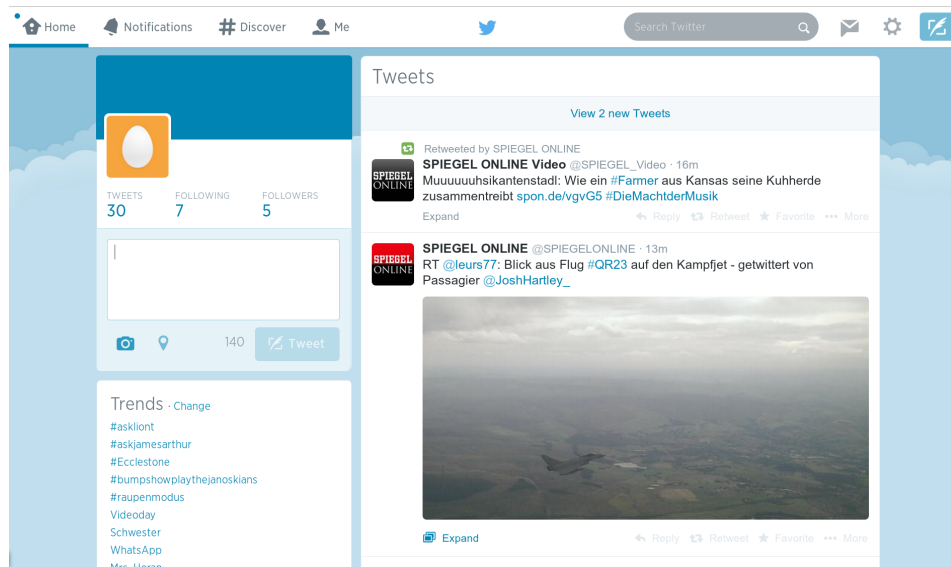 Home
Notifications
Discover
Me
Search Twitter
TWEETS
30
FOLLOWING
7
FOLLOWERS
5
140
Tweet
Trends · Change
#askliont
#askjamesarthur
#Ecclestone
#bumpshowplaythejanoskians
#raupenmodus
Videoday
Schwester
WhatsApp
Tweets
View 2 new Tweets
Retweeted by SPIEGEL ONLINE
SPIEGEL
ONLINE
SPIEGEL ONLINE Video @SPIEGEL_Video · 16m
Muuuuuuhsikantenstadl: Wie ein #Farmer aus Kansas seine Kuhherde
zusammentreibt spon.de/vgvG5 #DieMachtderMusik
Expand
Reply
Retweet
Favorite
More
SPIEGEL
ONLINE
SPIEGEL ONLINE @SPIEGELONLINE · 13m
RT @leurs77: Blick aus Flug #QR23 auf den Kampfjet - getwittert von
Passagier @JoshHartley_
Expand
Reply
Retweet
Favorite
More